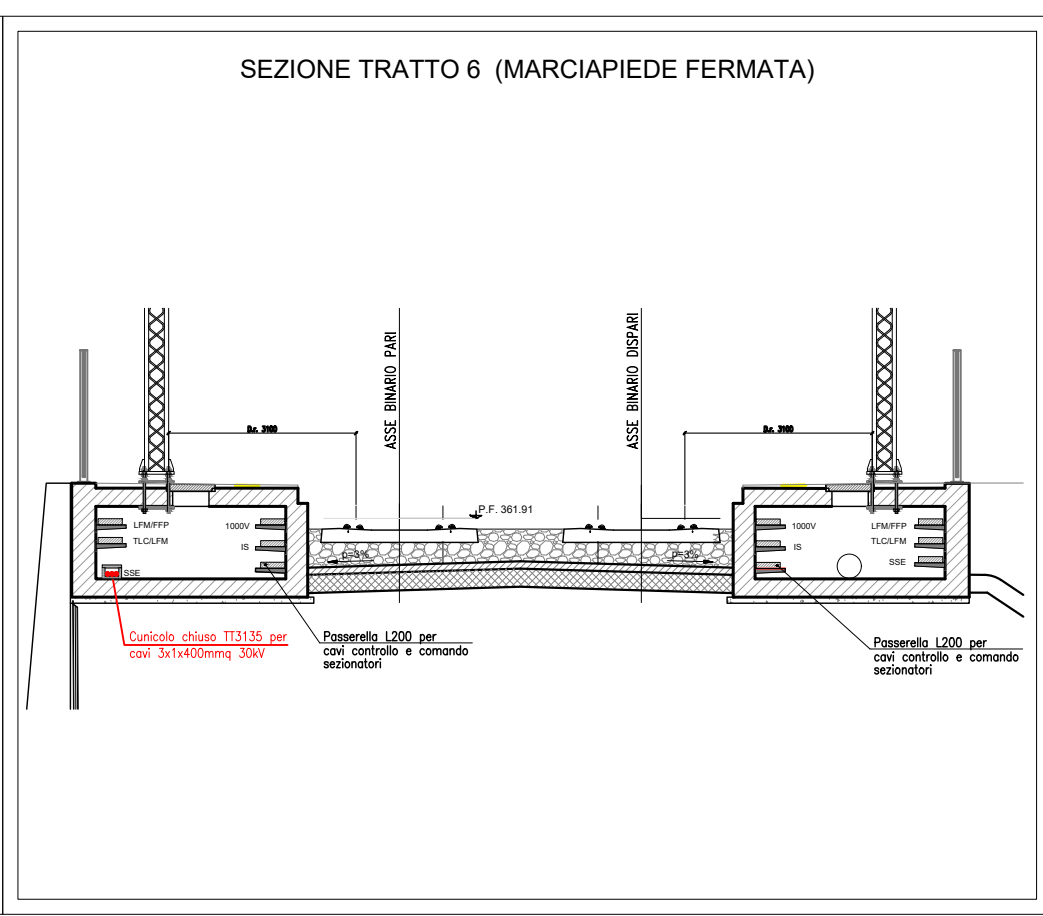 SEZIONE TRATTO 6 (MARCIAPIEDE FERMATA)
ASSE BINARIO PARI
ASSE BINARIO DISPARI
D.r. 3100
D.r. 3100
P.F. 361.91
LFM/FFP
1000V
TLC/LFM
IS
SSE
p=3%
p=3%
1000V
LFM/FFP
IS
TLC/LFM
SSE
Cunicolo chiuso TT3135 per
cavi 3x1x400mmq 30kV
Passerella L200 per
cavi controllo e comando
sezionatori
Passerella L200 per
cavi controllo e comando
sezionatori